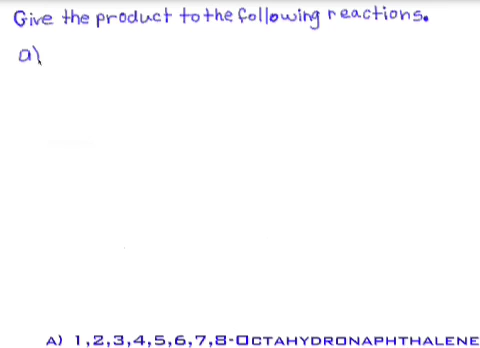 Give the product to the following reactions.
a)
A) 1,2,3,4,5,6,7,8-OCTAHYDRONAPHTHALENE